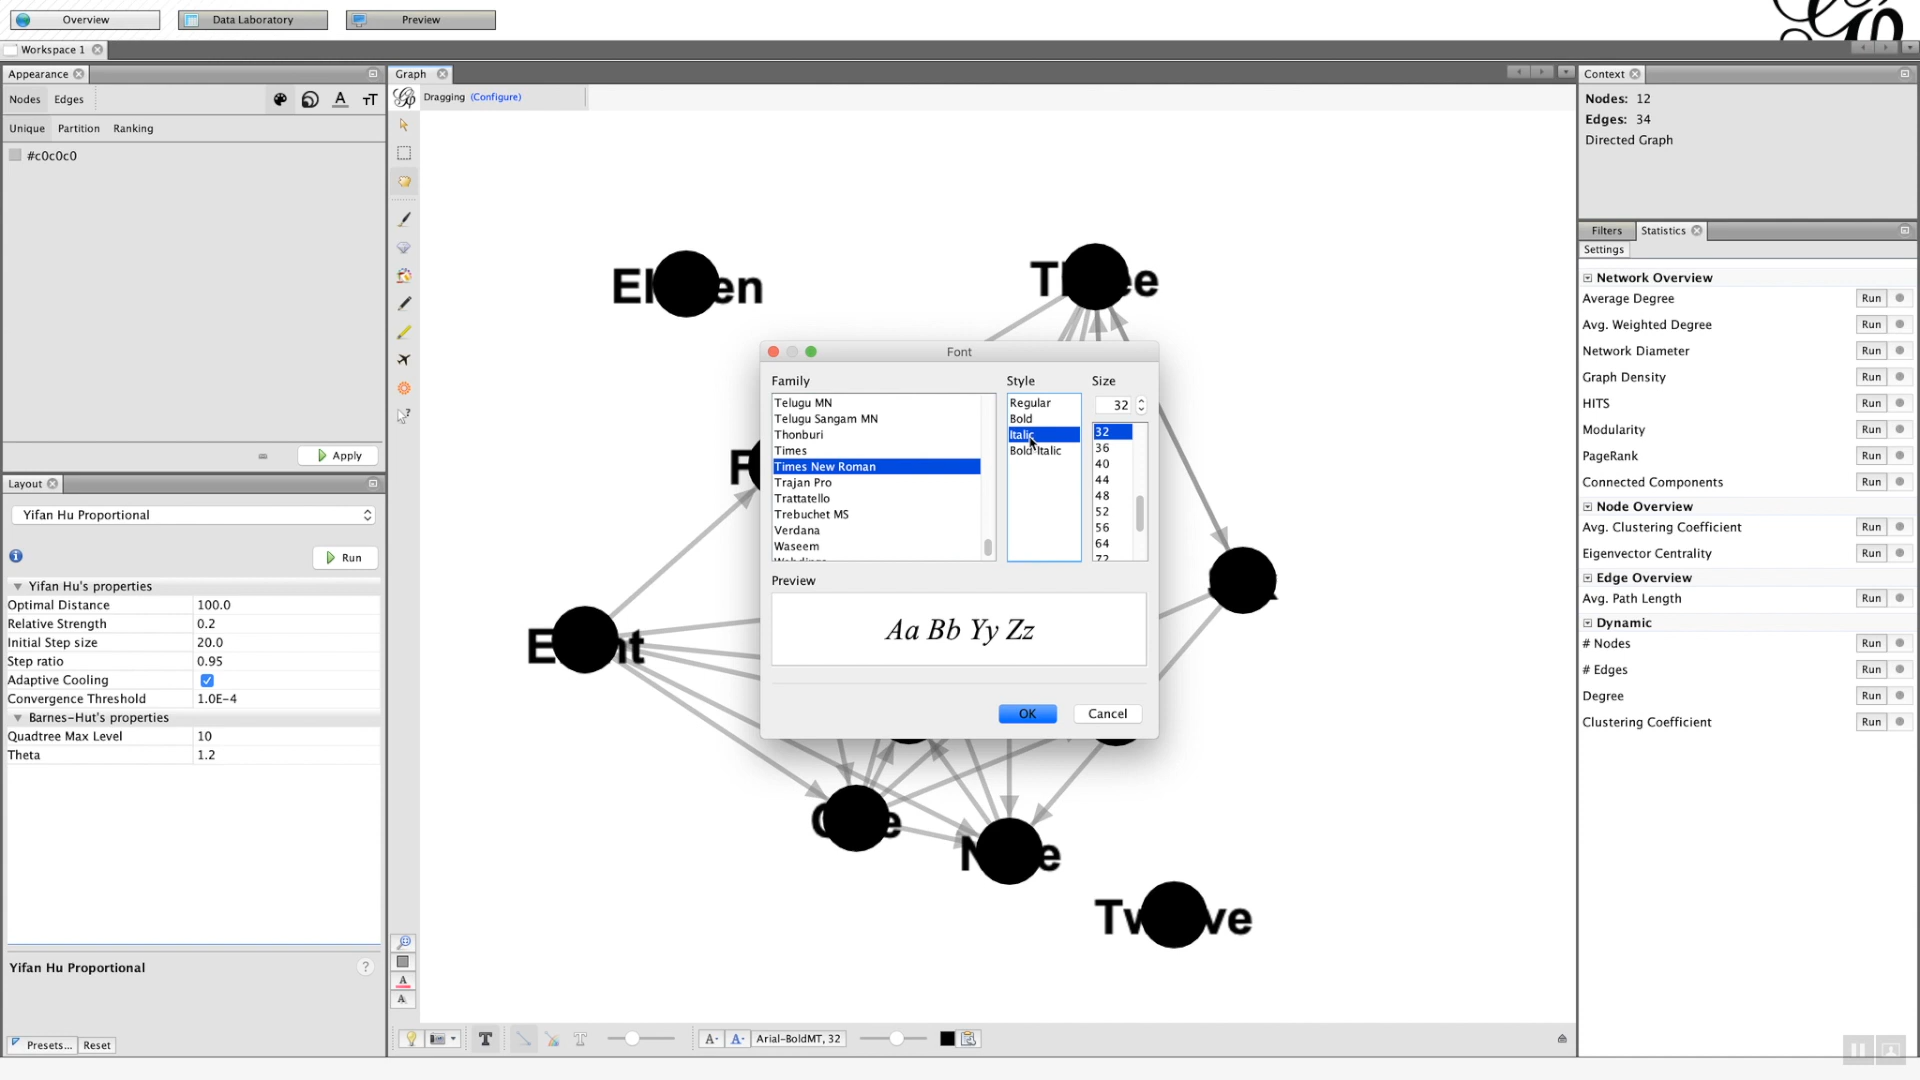 Overview
Data Laboratory
Preview
Workspace 1
Appearance
Nodes
Edges
Unique
Partition
Ranking
#c0c0c0
Apply
Layout
Yifan Hu Proportional
Run
Yifan Hu's properties
Optimal Distance 100.0
Relative Strength 0.2
Initial Step size 20.0
Step ratio 0.95
Adaptive Cooling
Convergence Threshold 1.0E-4
Barnes-Hut's properties
Quadtree Max Level 10
Theta 1.2
Yifan Hu Proportional
?
Presets...
Reset
Graph
Dragging (Configure)
Font
Family
Telugu MN
Telugu Sangam MN
Thonburi
Times
Times New Roman
Trajan Pro
Trattatello
Trebuchet MS
Verdana
Waseem
Style
Regular
Bold
Italic
Bold Italic
Size
32
32
36
40
44
48
52
56
64
72
Preview
Aa Bb Yy Zz
OK
Cancel
Arial-BoldMT, 32
Context
Nodes: 12
Edges: 34
Directed Graph
Filters
Statistics
Settings
Network Overview
Average Degree Run
Avg. Weighted Degree Run
Network Diameter Run
Graph Density Run
HITS Run
Modularity Run
PageRank Run
Connected Components Run
Node Overview
Avg. Clustering Coefficient Run
Eigenvector Centrality Run
Edge Overview
Avg. Path Length Run
Dynamic
# Nodes Run
# Edges Run
Degree Run
Clustering Coefficient Run